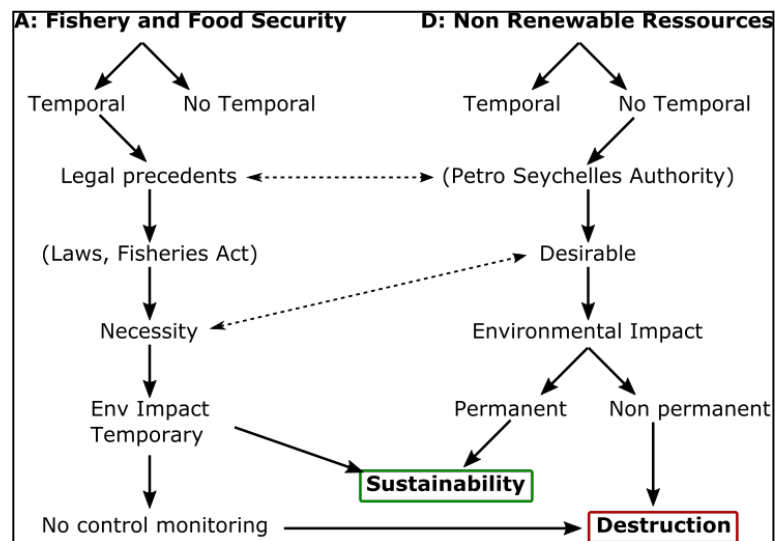 A: Fishery and Food Security
D: Non Renewable Ressources
Temporal
No Temporal
Temporal
No Temporal
Legal precedents
(Petro Seychelles Authority)
(Laws, Fisheries Act)
Desirable
Necessity
Environmental Impact
Env Impact
Temporary
Permanent
Non permanent
Sustainability
No control monitoring
Destruction